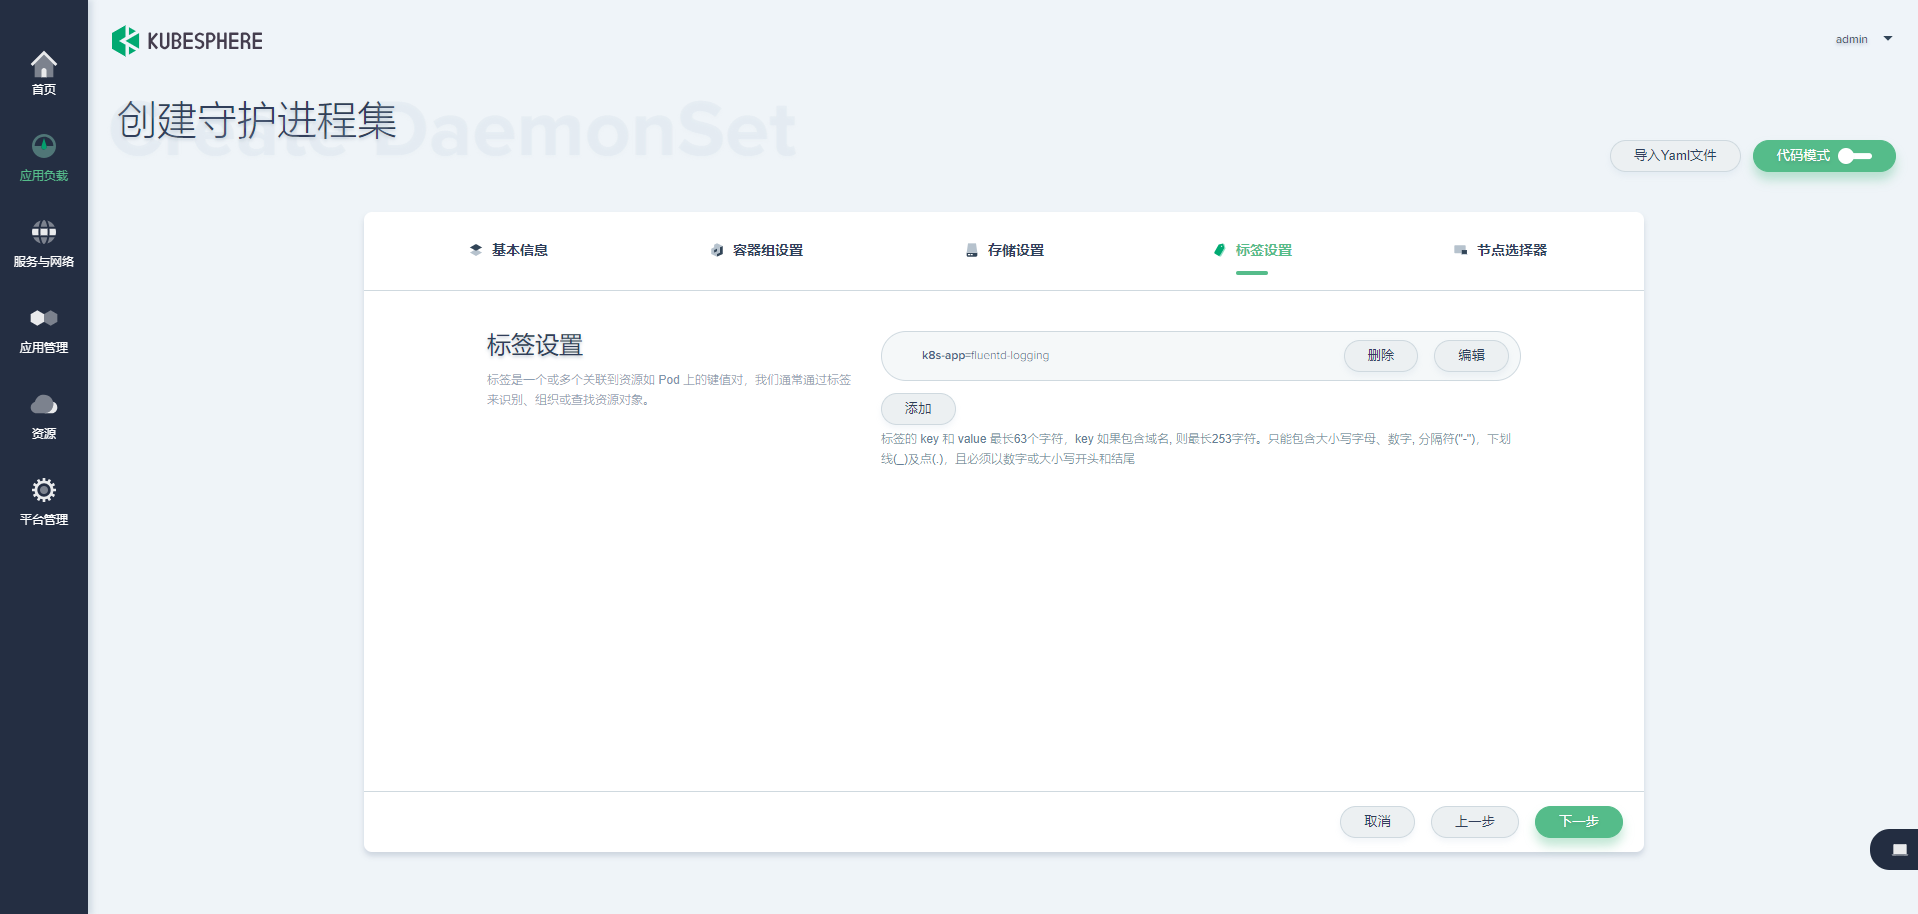 KUBESPHERE
admin
首页
应用负载
服务与网络
应用管理
资源
平台管理
Create DaemonSet
创建守护进程集
导入Yaml文件
代码模式
基本信息
容器组设置
存储设置
标签设置
节点选择器
标签设置
标签是一个或多个关联到资源如 Pod 上的键值对，我们通常通过标签
来识别、组织或查找资源对象。
k8s-app=fluentd-logging
删除
编辑
添加
标签的 key 和 value 最长63个字符，key 如果包含域名, 则最长253字符。只能包含大小写字母、数字, 分隔符("-")，下划
线(_)及点(.)，且必须以数字或大小写开头和结尾
取消
上一步
下一步